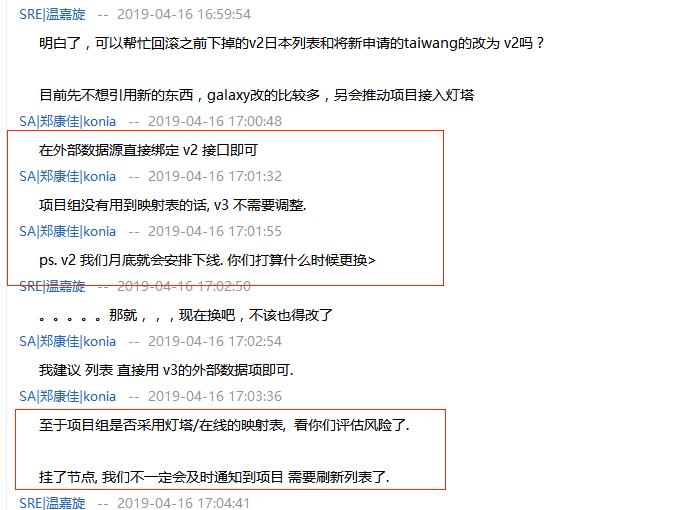 SRE|温嘉旋 -- 2019-04-16 16:59:54
明白了，可以帮忙回滚之前下掉的v2日本列表和将新申请的taiwang的改为 v2吗？
目前先不想引用新的东西，galaxy改的比较多，另会推动项目接入灯塔
SA|郑康佳|konia -- 2019-04-16 17:00:48
在外部数据源直接绑定 v2 接口即可
SA|郑康佳|konia -- 2019-04-16 17:01:32
项目组没有用到映射表的话, v3 不需要调整.
SA|郑康佳|konia -- 2019-04-16 17:01:55
ps. v2 我们月底就会安排下线. 你们打算什么时候更换>
SRE|温嘉旋 -- 2019-04-16 17:02:50
。。。。。那就，，，现在换吧，不该也得改了
SA|郑康佳|konia -- 2019-04-16 17:02:54
我建议 列表 直接用 v3的外部数据项即可.
SA|郑康佳|konia -- 2019-04-16 17:03:36
至于项目组是否采用灯塔/在线的映射表, 看你们评估风险了.
挂了节点, 我们不一定会及时通知到项目 需要刷新列表了.
SRE|温嘉旋 -- 2019-04-16 17:04:41